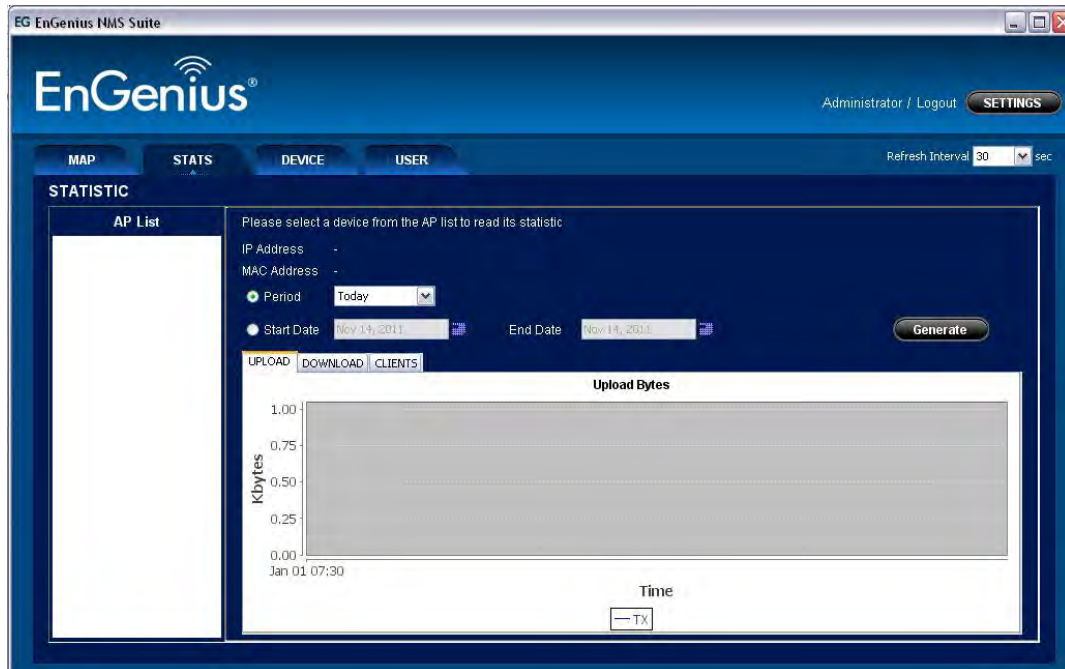 EG EnGenius NMS Suite
EnGenius®
Administrator / Logout SETTINGS
MAP STATS DEVICE USER Refresh Interval 30 sec
STATISTIC
AP List
Please select a device from the AP list to read its statistic
IP Address -
MAC Address -
Period Today
Start Date Nov 14, 2011 End Date Nov 14, 2011 Generate
UPLOAD DOWNLOAD CLIENTS
Upload Bytes
1.00
0.75
0.50
0.25
0.00
Kbytes
Jan 01 07:30
Time
TX